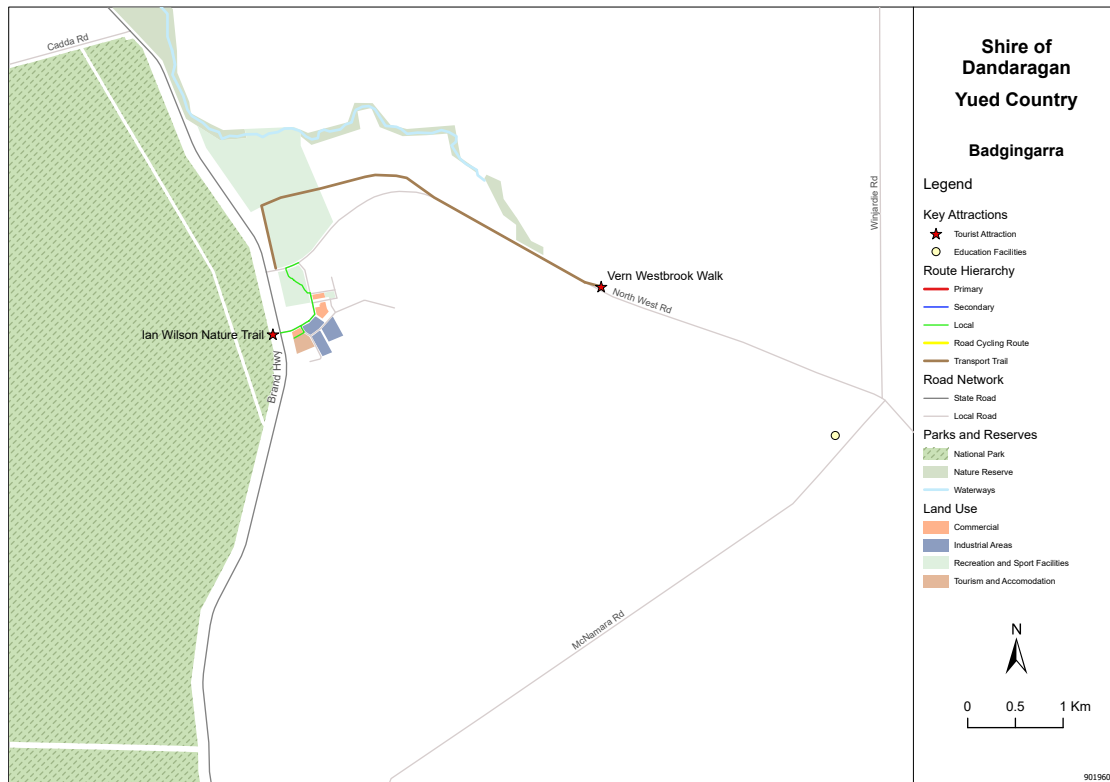 Cadda Rd
Winjardie Rd
Vern Westbrook Walk
North West Rd
Ian Wilson Nature Trail
Brand Hwy
McNamara Rd
Shire of
Dandaragan
Yued Country
Badgingarra
Legend
Key Attractions
Tourist Attraction
Education Facilities
Route Hierarchy
Primary
Secondary
Local
Road Cycling Route
Transport Trail
Road Network
State Road
Local Road
Parks and Reserves
National Park
Nature Reserve
Waterways
Land Use
Commercial
Industrial Areas
Recreation and Sport Facilities
Tourism and Accomodation
N
0 0.5 1 Km
901960